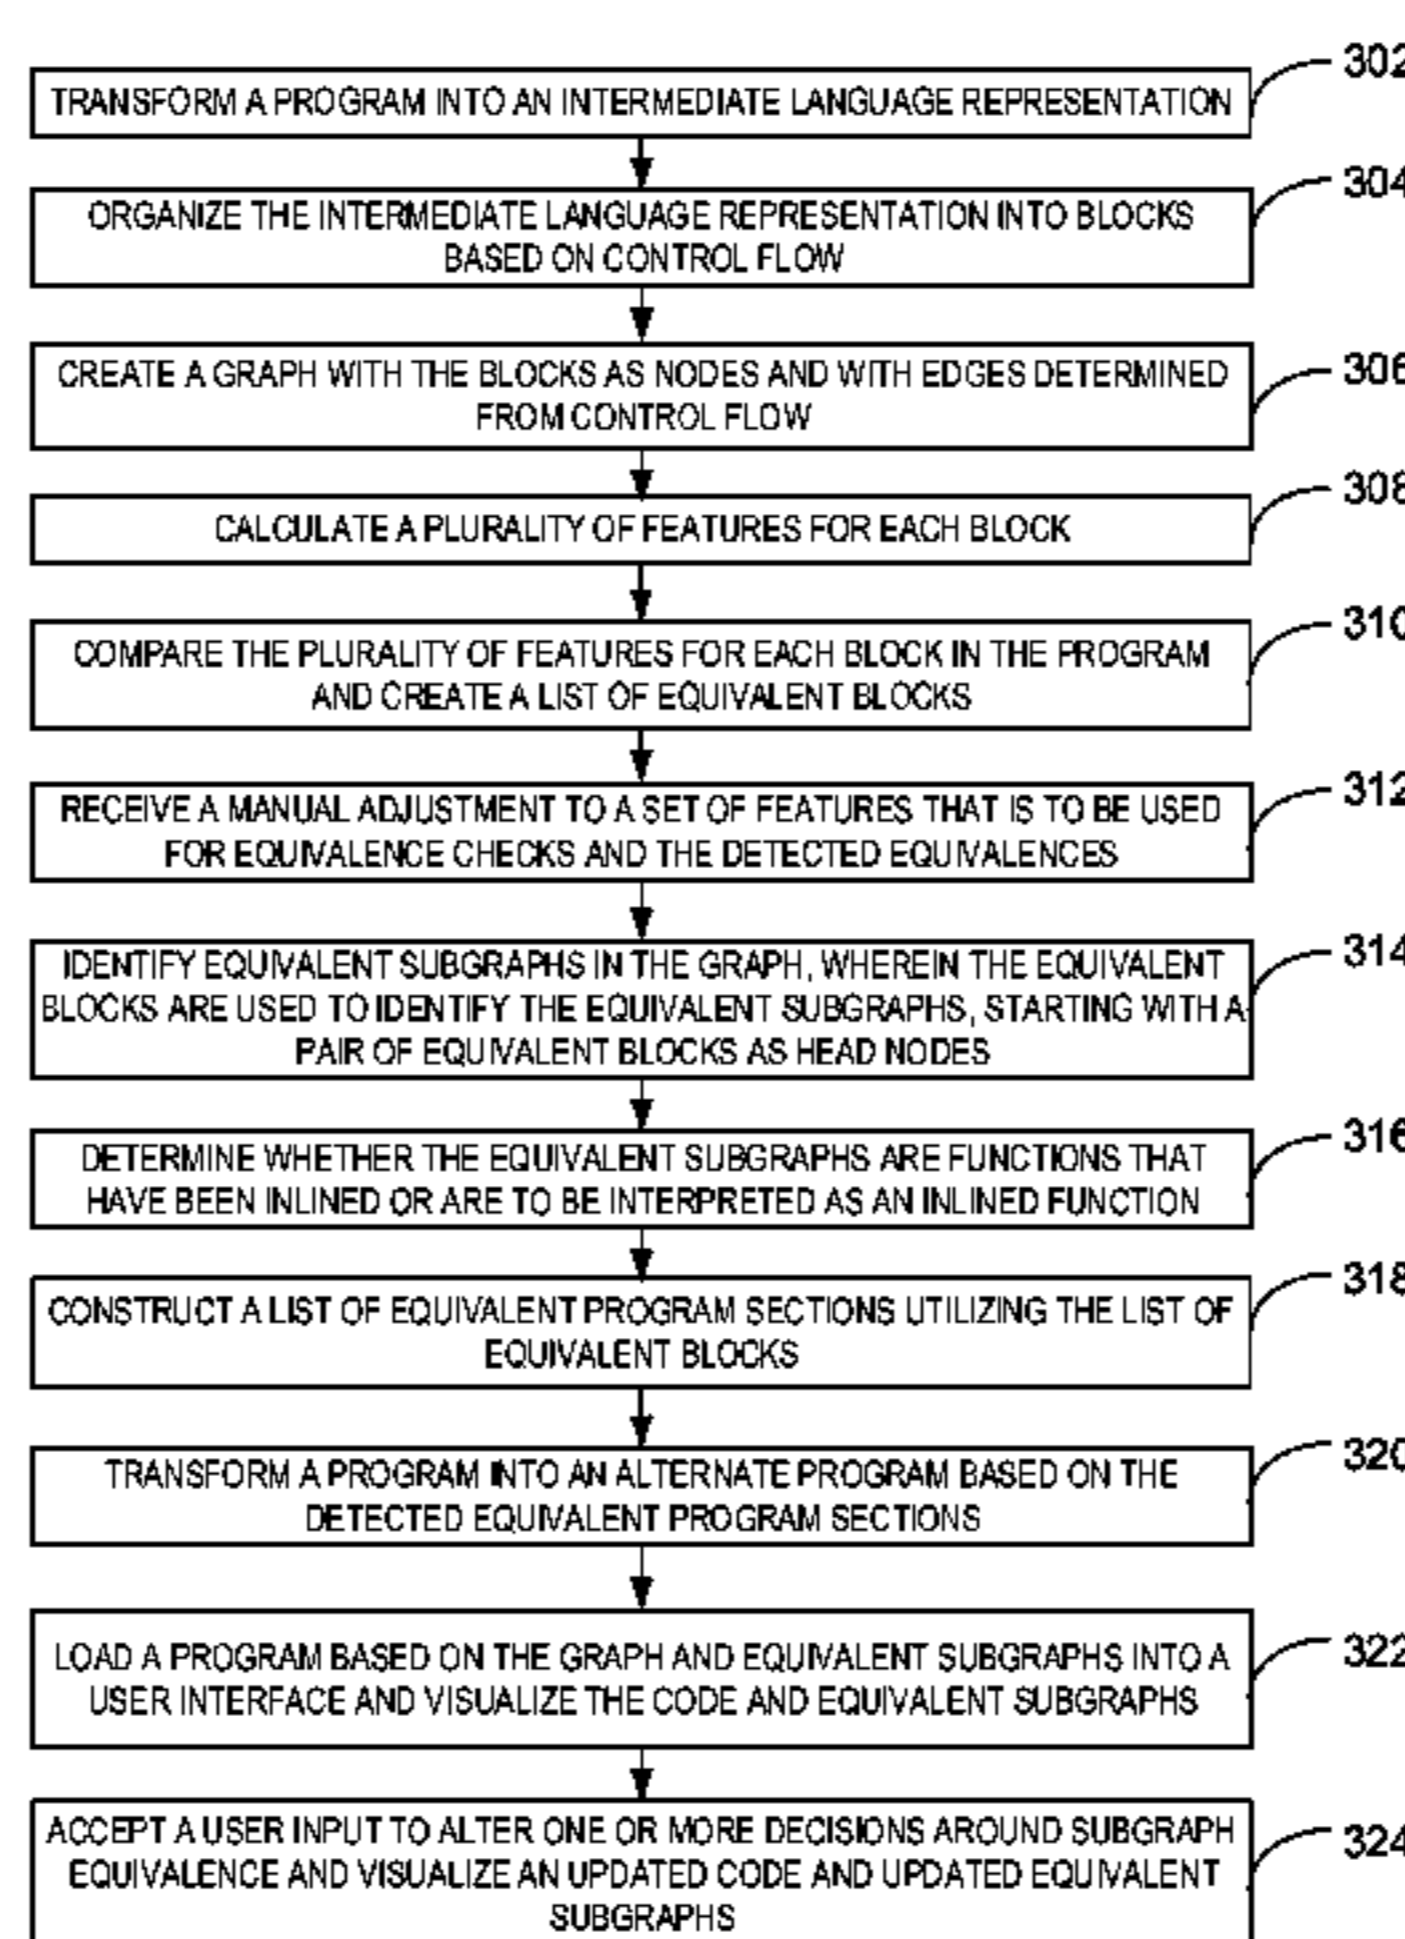 302
TRANSFORM A PROGRAM INTO AN INTERMEDIATE LANGUAGE REPRESENTATION
304
ORGANIZE THE INTERMEDIATE LANGUAGE REPRESENTATION INTO BLOCKS
BASED ON CONTROL FLOW
306
CREATE A GRAPH WITH THE BLOCKS AS NODES AND WITH EDGES DETERMINED
FROM CONTROL FLOW
308
CALCULATE A PLURALITY OF FEATURES FOR EACH BLOCK
310
COMPARE THE PLURALITY OF FEATURES FOR EACH BLOCK IN THE PROGRAM
AND CREATE A LIST OF EQUIVALENT BLOCKS
312
RECEIVE A MANUAL ADJUSTMENT TO A SET OF FEATURES THAT IS TO BE USED
FOR EQUIVALENCE CHECKS AND THE DETECTED EQUIVALENCES
314
IDENTIFY EQUIVALENT SUBGRAPHS IN THE GRAPH, WHEREIN THE EQUIVALENT
BLOCKS ARE USED TO IDENTIFY THE EQUIVALENT SUBGRAPHS, STARTING WITH A
PAIR OF EQUIVALENT BLOCKS AS HEAD NODES
316
DETERMINE WHETHER THE EQUIVALENT SUBGRAPHS ARE FUNCTIONS THAT
HAVE BEEN INLINED OR ARE TO BE INTERPRETED AS AN INLINED FUNCTION
318
CONSTRUCT A LIST OF EQUIVALENT PROGRAM SECTIONS UTILIZING THE LIST OF
EQUIVALENT BLOCKS
320
TRANSFORM A PROGRAM INTO AN ALTERNATE PROGRAM BASED ON THE
DETECTED EQUIVALENT PROGRAM SECTIONS
322
LOAD A PROGRAM BASED ON THE GRAPH AND EQUIVALENT SUBGRAPHS INTO A
USER INTERFACE AND VISUALIZE THE CODE AND EQUIVALENT SUBGRAPHS
324
ACCEPT A USER INPUT TO ALTER ONE OR MORE DECISIONS AROUND SUBGRAPH
EQUIVALENCE AND VISUALIZE AN UPDATED CODE AND UPDATED EQUIVALENT
SUBGRAPHS